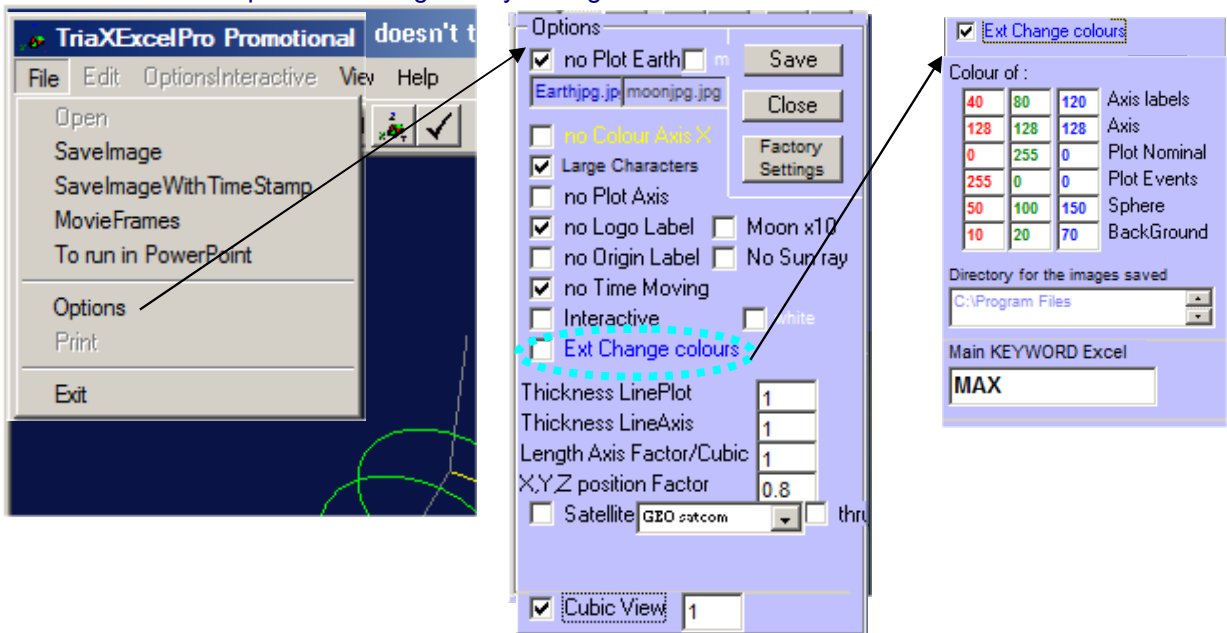 TriaXExcelPro Promotional doesn't t
File Edit OptionsInteractive View Help
Open
SaveImage
SaveImageWithTimeStamp
MovieFrames
To run in PowerPoint
Options
Print
Exit
Options
no Plot Earth m
Save
Earthjpg.jp moonjpg.jpg
Close
no Colour Axis X
Factory
Settings
Large Characters
no Plot Axis
no Logo Label Moon x10
no Origin Label No Sun ray
no Time Moving
Interactive white
Ext Change colours
Thickness LinePlot 1
Thickness LineAxis 1
Length Axis Factor/Cubic 1
X,Y,Z position Factor 0.8
Satellite GEO satcom thru
Cubic View 1
Ext Change colours
Colour of :
40 80 120 Axis labels
128 128 128 Axis
0 255 0 Plot Nominal
255 0 0 Plot Events
50 100 150 Sphere
10 20 70 BackGround
Directory for the images saved
C:\Program Files
Main KEYWORD Excel
MAX